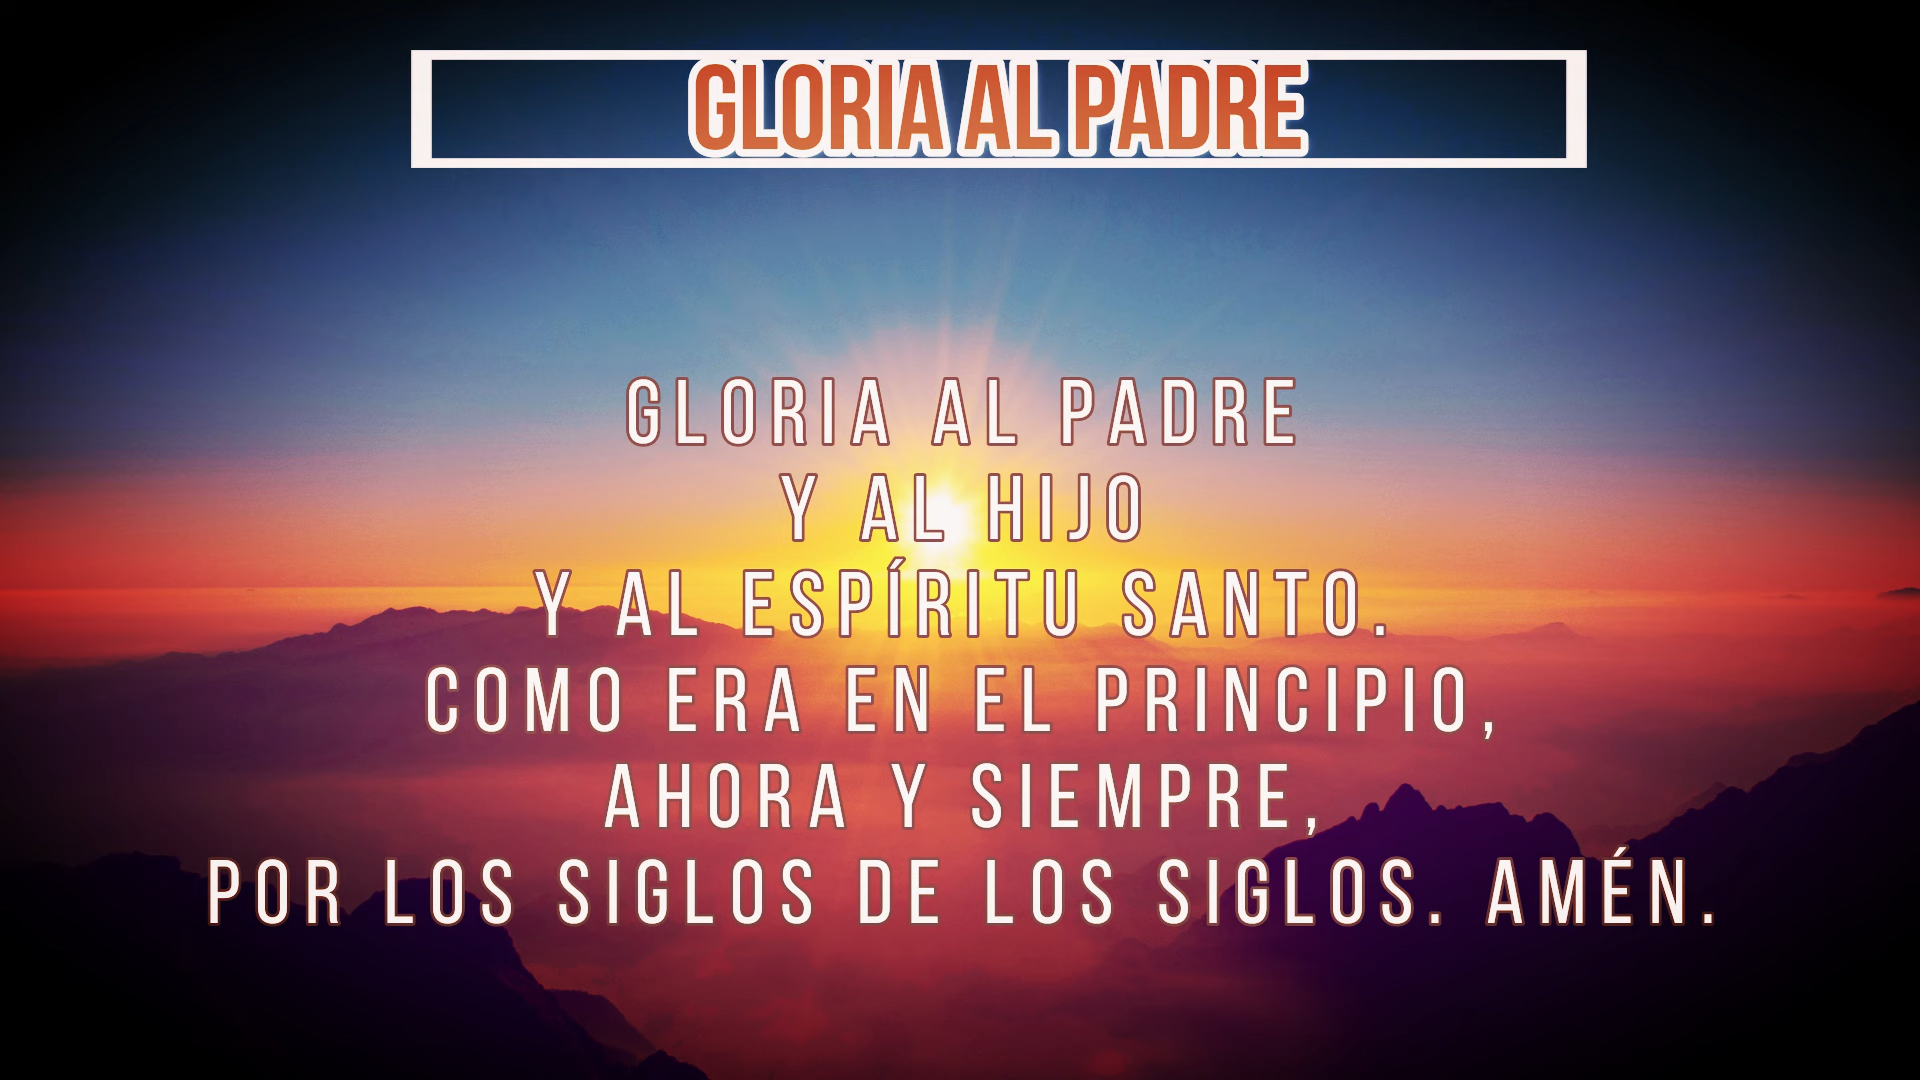 GLORIA AL PADRE
GLORIA AL PADRE
Y AL HIJO
Y AL ESPÍRITU SANTO.
COMO ERA EN EL PRINCIPIO,
AHORA Y SIEMPRE,
POR LOS SIGLOS DE LOS SIGLOS. AMÉN.